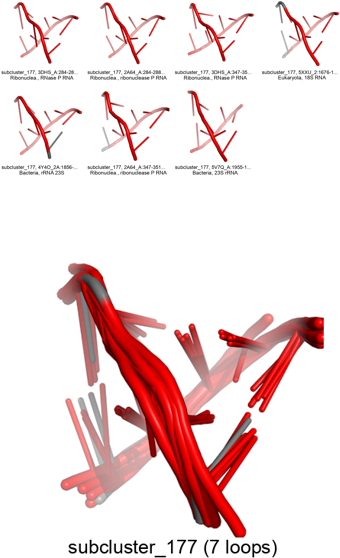 subcluster_177, 3DHS_A:284-28...
Ribonuclea., RNase P RNA
subcluster_177, 2A64_A:284-288...
Ribonuclea., ribonuclease P RNA
subcluster_177, 3DHS_A:347-35...
Ribonuclea., RNase P RNA
subcluster_177, 5XXU_2:1676-1...
Eukaryota, 18S RNA
subcluster_177, 4Y4O_2A:1856-...
Bacteria, rRNA 23S
subcluster_177, 2A64_A:347-351...
Ribonuclea., ribonuclease P RNA
subcluster_177, 5V7Q_A:1955-1...
Bacteria, 23S rRNA
subcluster_177 (7 loops)